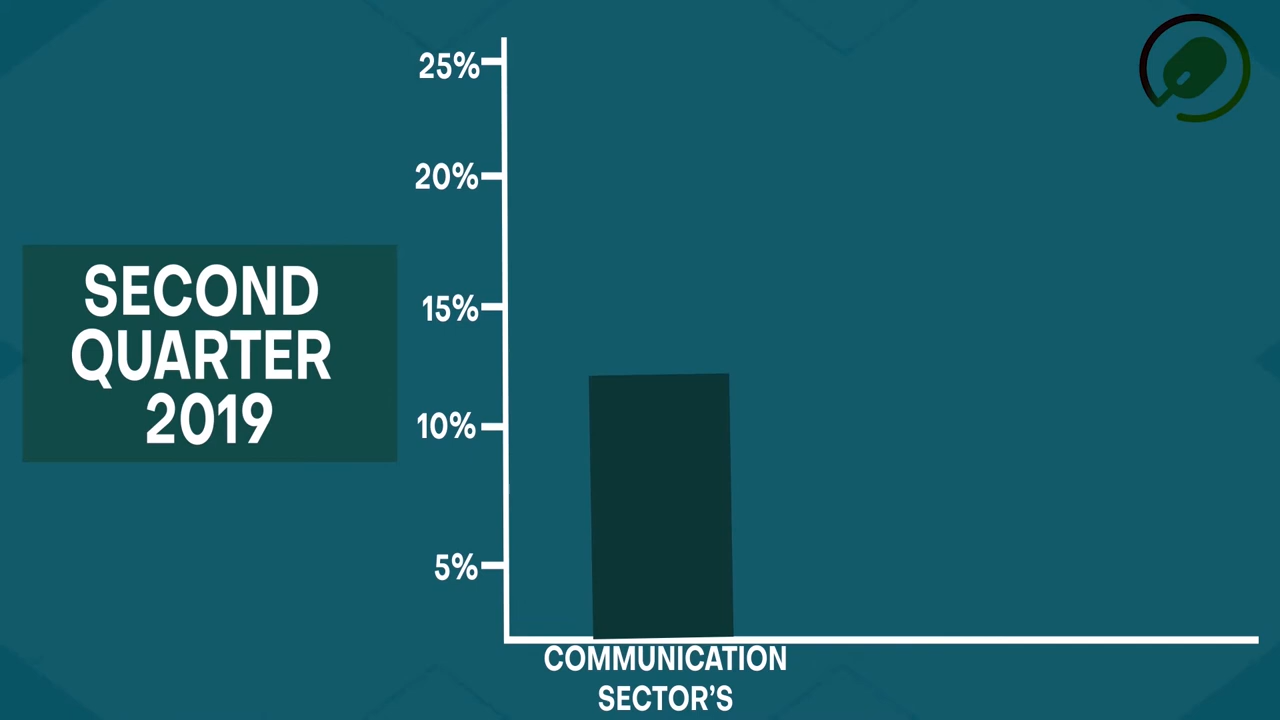 25%
20%
15%
10%
5%
SECOND
QUARTER
2019
COMMUNICATION
SECTOR'S